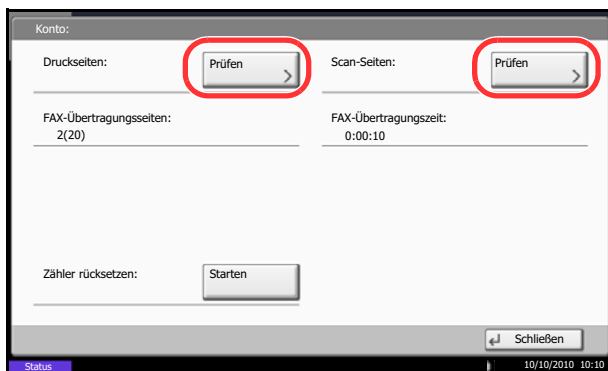 Konto:
Druckseiten: Prüfen Scan-Seiten: Prüfen
FAX-Übertragungsseiten: FAX-Übertragungszeit:
2(20) 0:00:10
Zähler rücksetzen: Starten
Schließen
Status 10/10/2010 10:10